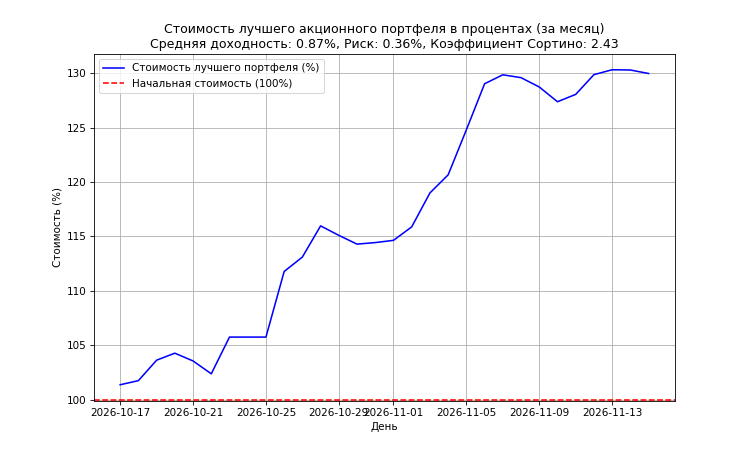 Стоимость лучшего акционного портфеля в процентах (за месяц)
Средняя доходность: 0.87%, Риск: 0.36%, Коэффициент Сортино: 2.43
Стоимость лучшего портфеля (%)
Начальная стоимость (100%)
Стоимость (%)
130
125
120
115
110
105
100
2026-10-17 2026-10-21 2026-10-25 2026-10-29 2026-11-01 2026-11-05 2026-11-09 2026-11-13
День